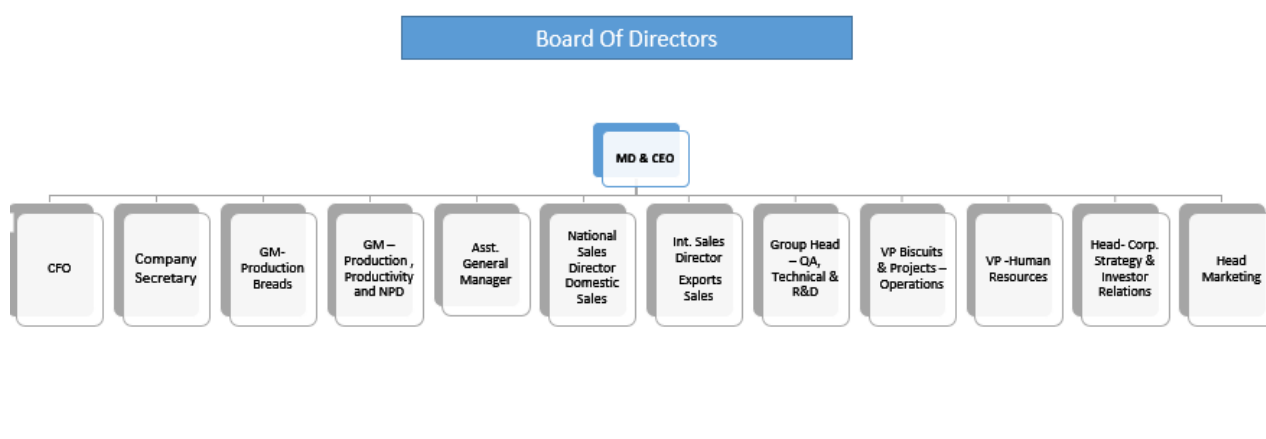 Board Of Directors
MD & CEO
CFO
Company
Secretary
GM-
Production
Breads
GM –
Production ,
Productivity
and NPD
Asst.
General
Manager
National
Sales
Director
Domestic
Sales
Int. Sales
Director
Exports
Sales
Group Head
– QA,
Technical &
R&D
VP Biscuits
& Projects –
Operations
VP -Human
Resources
Head- Corp.
Strategy &
Investor
Relations
Head
Marketing